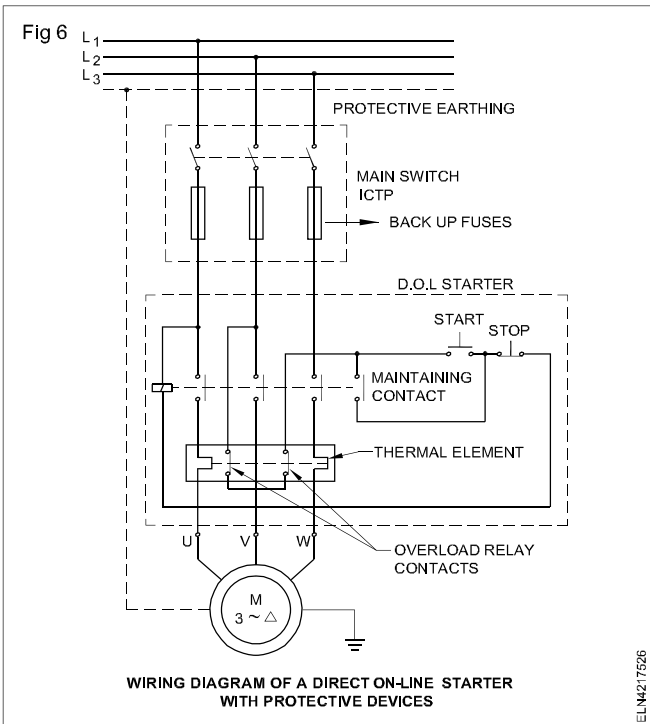 Fig 6
L1
L2
L3
PROTECTIVE EARTHING
MAIN SWITCH
ICTP
BACK UP FUSES
D.O.L STARTER
START
STOP
MAINTAINING
CONTACT
THERMAL ELEMENT
U V W
OVERLOAD RELAY
CONTACTS
M
3 ~ △
WIRING DIAGRAM OF A DIRECT ON-LINE STARTER
WITH PROTECTIVE DEVICES
ELN4217526